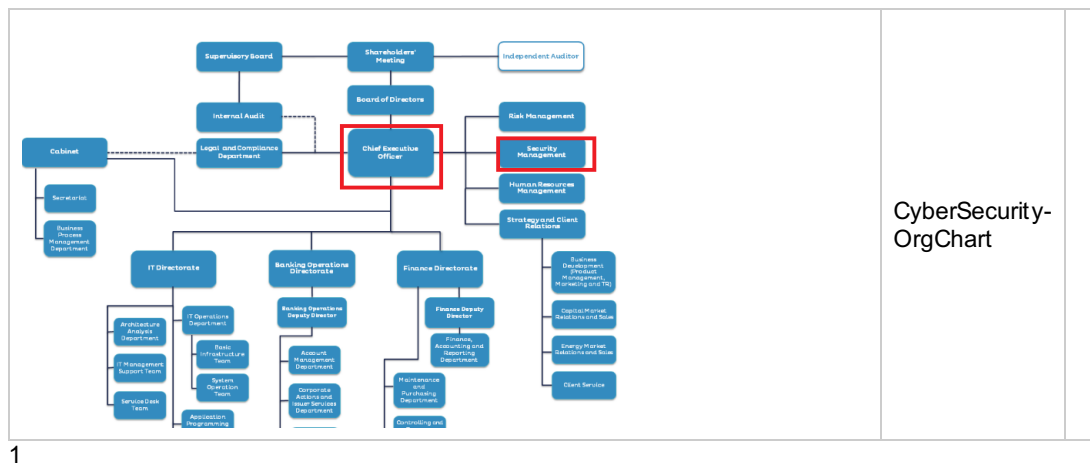 Supervisory Board
Shareholders'
Meeting
Independent Auditor
Board of Directors
Internal Audit
Risk Management
Cabinet
Legal and Compliance
Department
Chief Executive
Officer
Security
Management
Secretariat
Human Resources
Management
Business
Process
Management
Department
Strategy and Client
Relations
IT Directorate
Banking Operations
Directorate
Finance Directorate
Business
Development
(Product
Management,
Marketing and TR)
Banking Operations
Deputy Director
Finance Deputy
Director
Architecture
Analysis
Department
IT Operations
Department
Capital Market
Relations and Sales
Basic
Infrastructure
Team
Account
Management
Department
Finance,
Accounting and
Reporting
Department
Energy Market
Relations and Sales
IT Management
Support Team
System
Operation
Team
Corporate
Actions and
Issuer Services
Department
Maintenance
and
Purchasing
Department
Client Service
Service Desk
Team
Application
Programming
Controlling and
CyberSecurity-
OrgChart
1